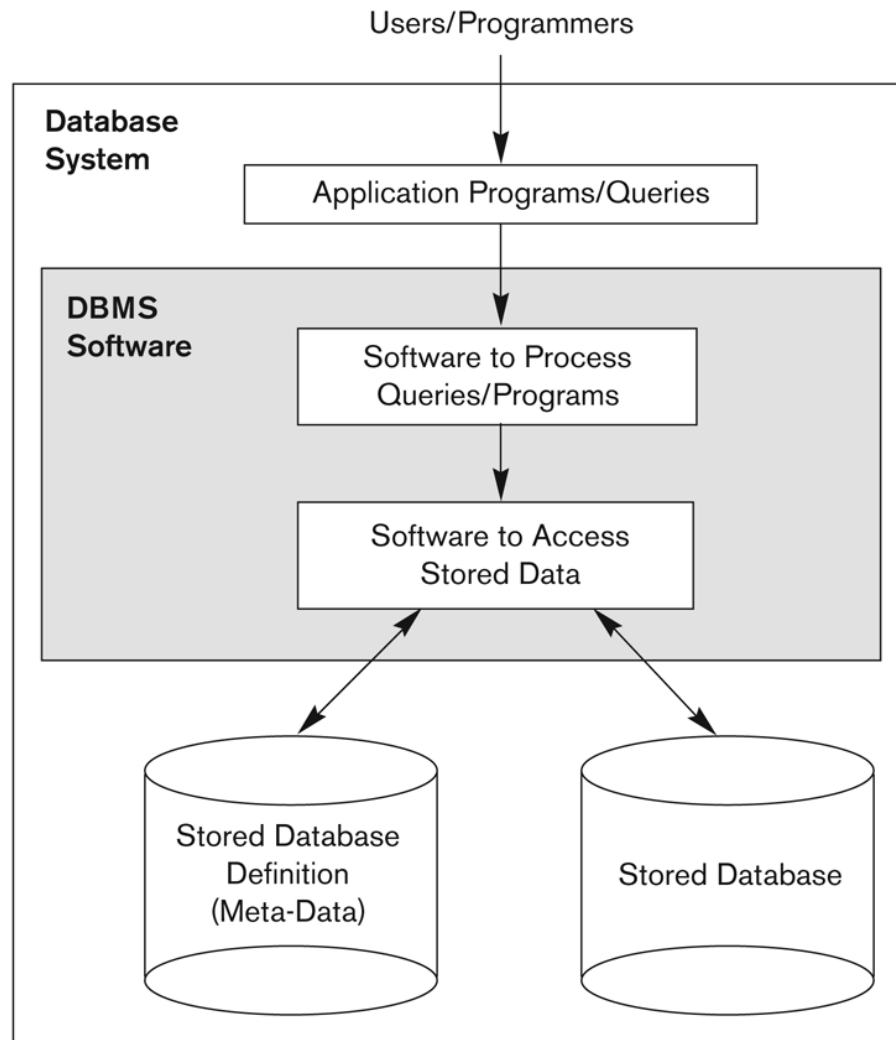 Users/Programmers
Database
System
Application Programs/Queries
DBMS
Software
Software to Process
Queries/Programs
Software to Access
Stored Data
Stored Database
Definition
(Meta-Data)
Stored Database